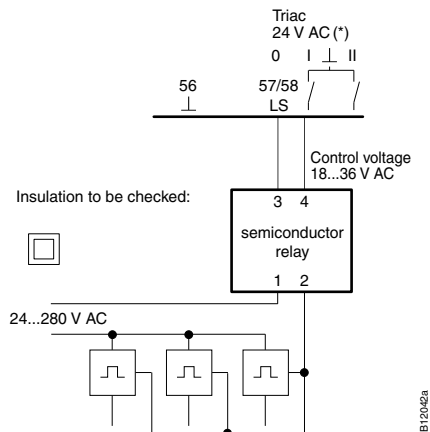 Triac
24 V AC (*)
0 I II
56 57/58
LS
Control voltage
18...36 V AC
Insulation to be checked:
3 4
semiconductor
relay
1 2
24...280 V AC
B12042a